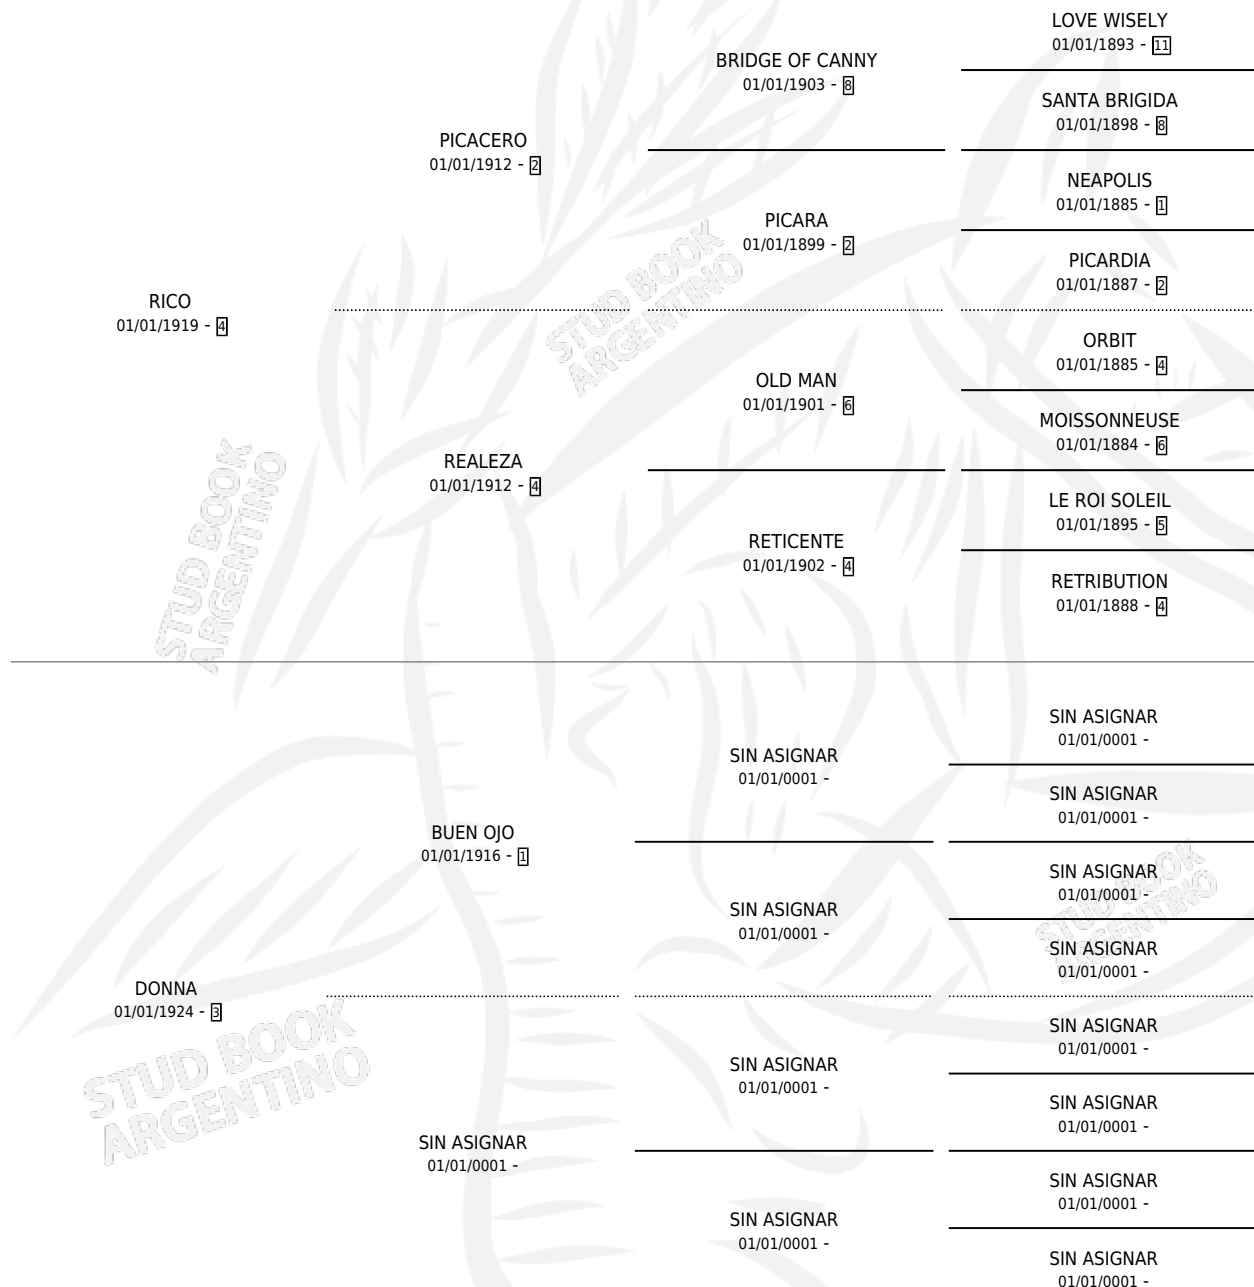 LOVE WISELY
01/01/1893 - 11
BRIDGE OF CANNY
01/01/1903 - 8
SANTA BRIGIDA
01/01/1898 - 8
PICACERO
01/01/1912 - 2
NEAPOLIS
01/01/1885 - 1
PICARA
01/01/1899 - 2
PICARDIA
01/01/1887 - 2
RICO
01/01/1919 - 4
ORBIT
01/01/1885 - 4
OLD MAN
01/01/1901 - 6
MOISSONNEUSE
01/01/1884 - 6
REALEZA
01/01/1912 - 4
LE ROI SOLEIL
01/01/1895 - 5
RETICENTE
01/01/1902 - 4
RETRIBUTION
01/01/1888 - 4
STUD BOOK
ARGENTINO
STUD BOOK
ARGENTINO
SIN ASIGNAR
01/01/0001 -
SIN ASIGNAR
01/01/0001 -
SIN ASIGNAR
01/01/0001 -
BUEN OJO
01/01/1916 - 1
SIN ASIGNAR
01/01/0001 -
SIN ASIGNAR
01/01/0001 -
SIN ASIGNAR
01/01/0001 -
DONNA
01/01/1924 - 3
SIN ASIGNAR
01/01/0001 -
SIN ASIGNAR
01/01/0001 -
SIN ASIGNAR
01/01/0001 -
SIN ASIGNAR
01/01/0001 -
SIN ASIGNAR
01/01/0001 -
SIN ASIGNAR
01/01/0001 -
SIN ASIGNAR
01/01/0001 -
STUD BOOK
ARGENTINO
STUD BOOK
ARGENTINO